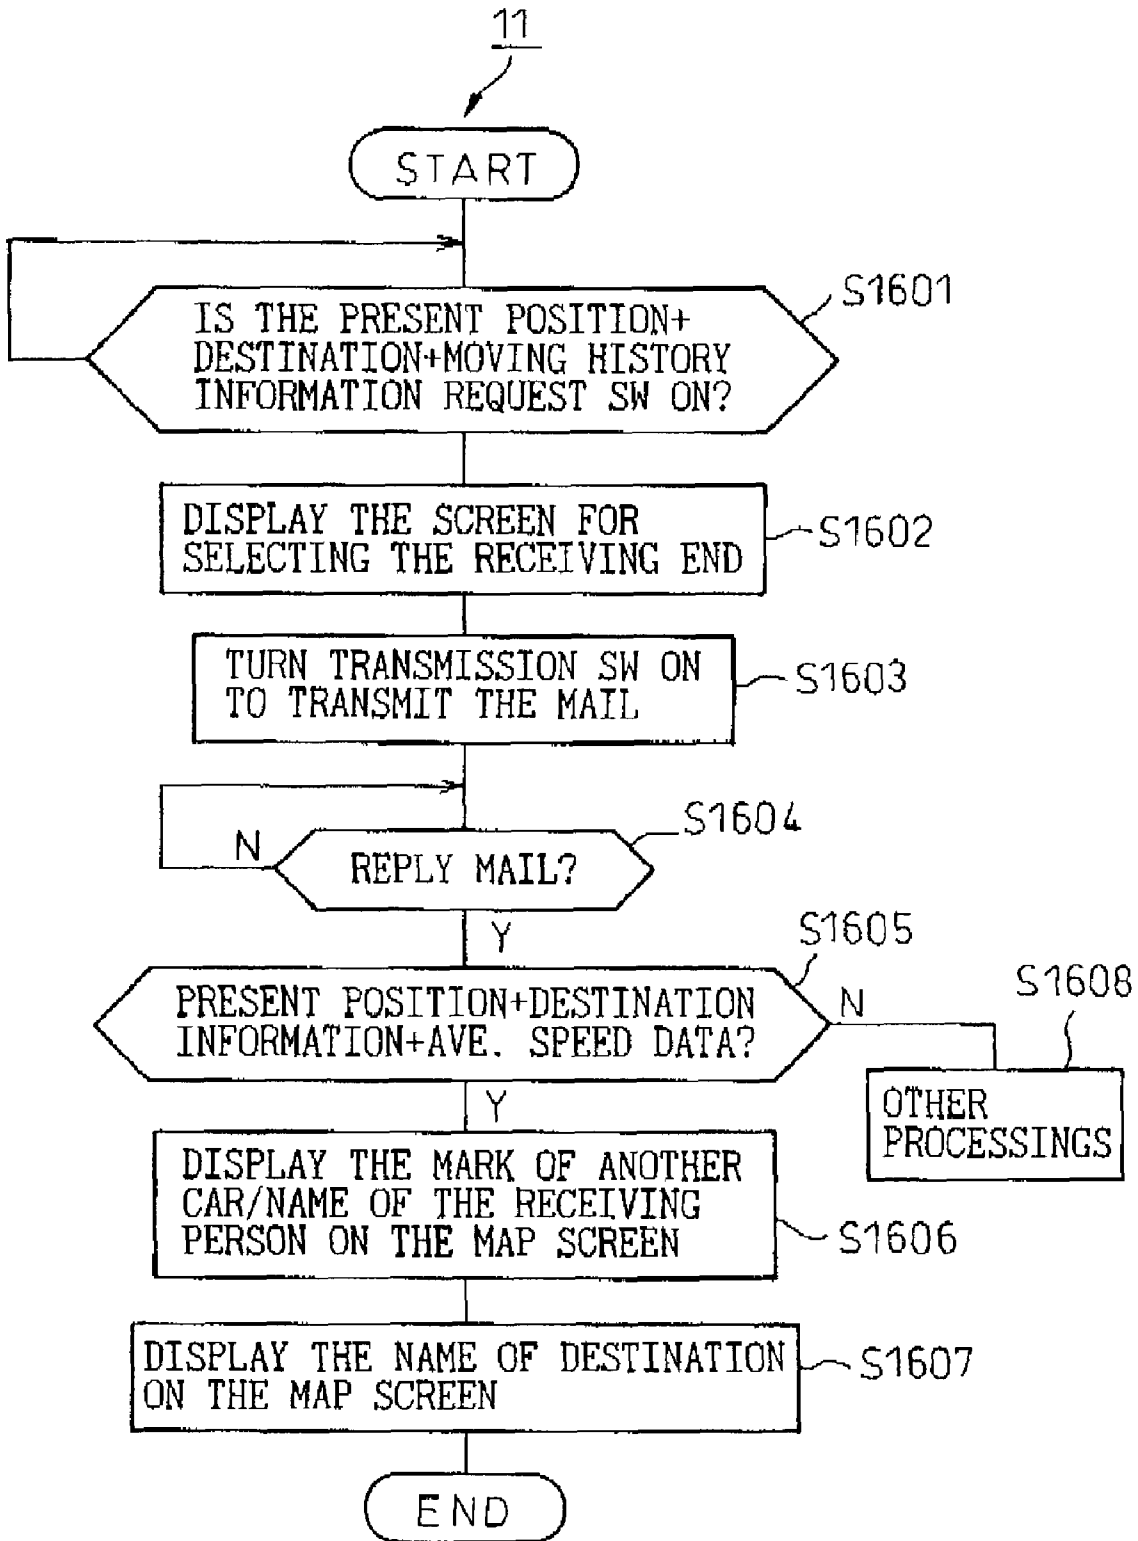 11
START
IS THE PRESENT POSITION+
DESTINATION+MOVING HISTORY
INFORMATION REQUEST SW ON?
S1601
DISPLAY THE SCREEN FOR
SELECTING THE RECEIVING END
S1602
TURN TRANSMISSION SW ON
TO TRANSMIT THE MAIL
S1603
S1604
N
REPLY MAIL?
Y
S1605
PRESENT POSITION+DESTINATION
INFORMATION+AVE. SPEED DATA?
N
S1608
OTHER
PROCESSINGS
Y
DISPLAY THE MARK OF ANOTHER
CAR/NAME OF THE RECEIVING
PERSON ON THE MAP SCREEN
S1606
DISPLAY THE NAME OF DESTINATION
ON THE MAP SCREEN
S1607
END